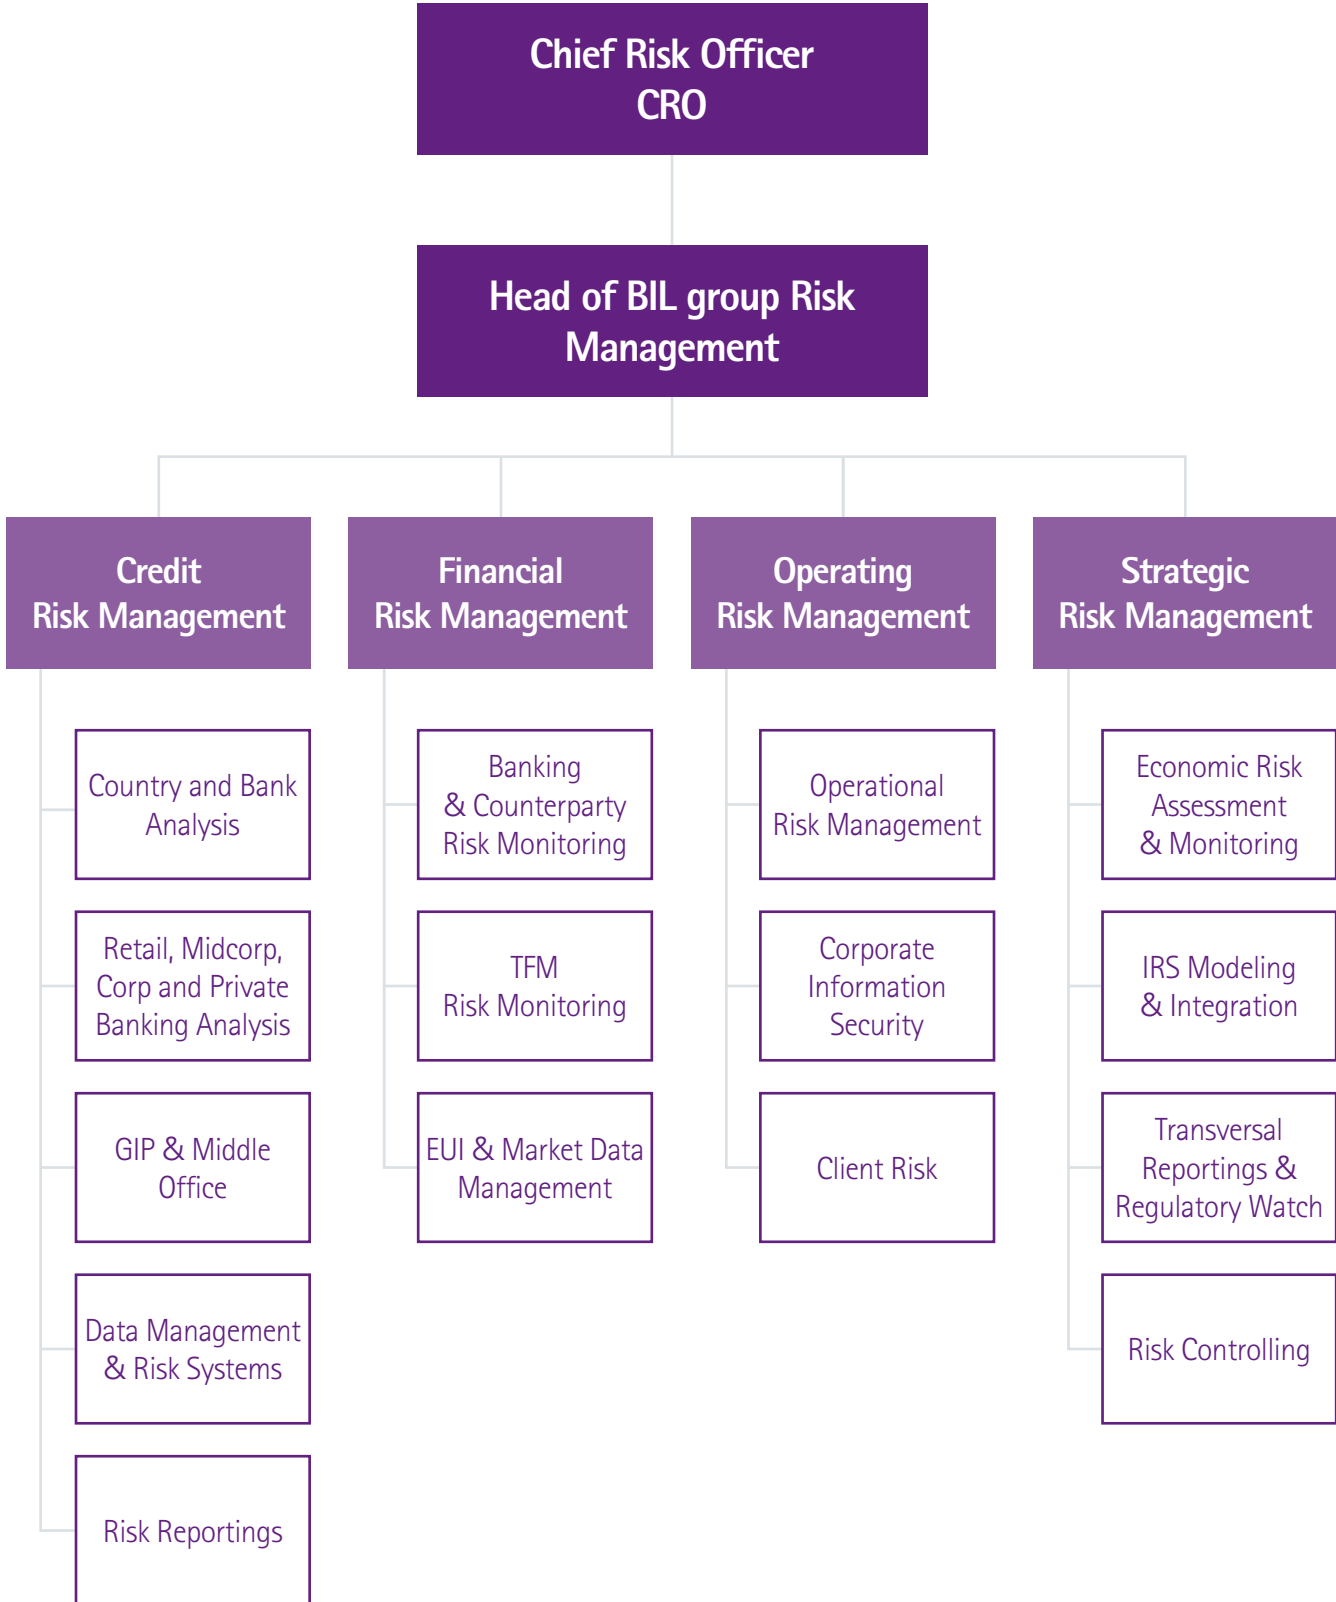 Chief Risk Officer
CRO
Head of BIL group Risk
Management
Credit
Risk Management
Financial
Risk Management
Operating
Risk Management
Strategic
Risk Management
Country and Bank
Analysis
Retail, Midcorp,
Corp and Private
Banking Analysis
GIP & Middle
Office
Data Management
& Risk Systems
Risk Reportings
Banking
& Counterparty
Risk Monitoring
TFM
Risk Monitoring
EUI & Market Data
Management
Operational
Risk Management
Corporate
Information
Security
Client Risk
Economic Risk
Assessment
& Monitoring
IRS Modeling
& Integration
Transversal
Reportings &
Regulatory Watch
Risk Controlling